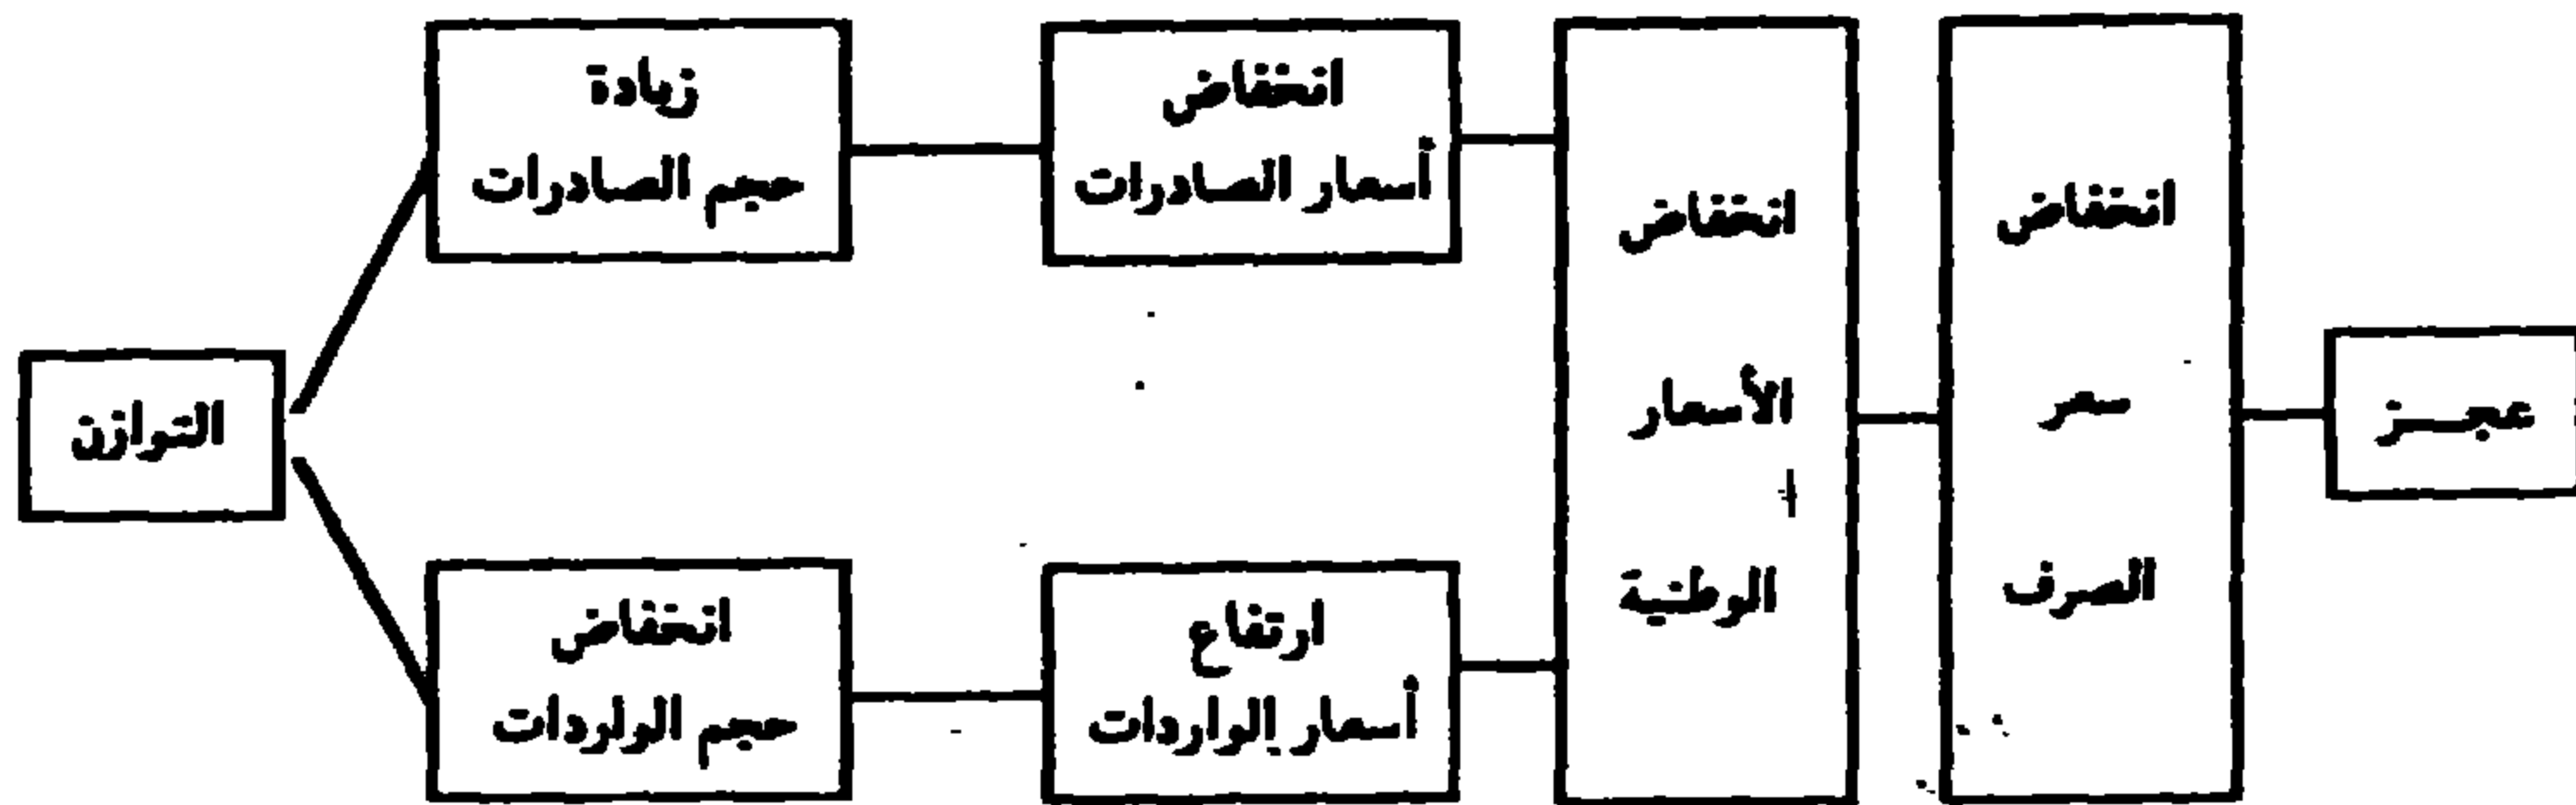 عجـــز
انخفاض
سعر
الصرف
انخفاض
الأسعار
الوطنية
انخفاض
أسعار الصادرات
زيادة
حجم الصادرات
ارتفاع
أسعار الواردات
انخفاض
حجم الواردات
التوازن